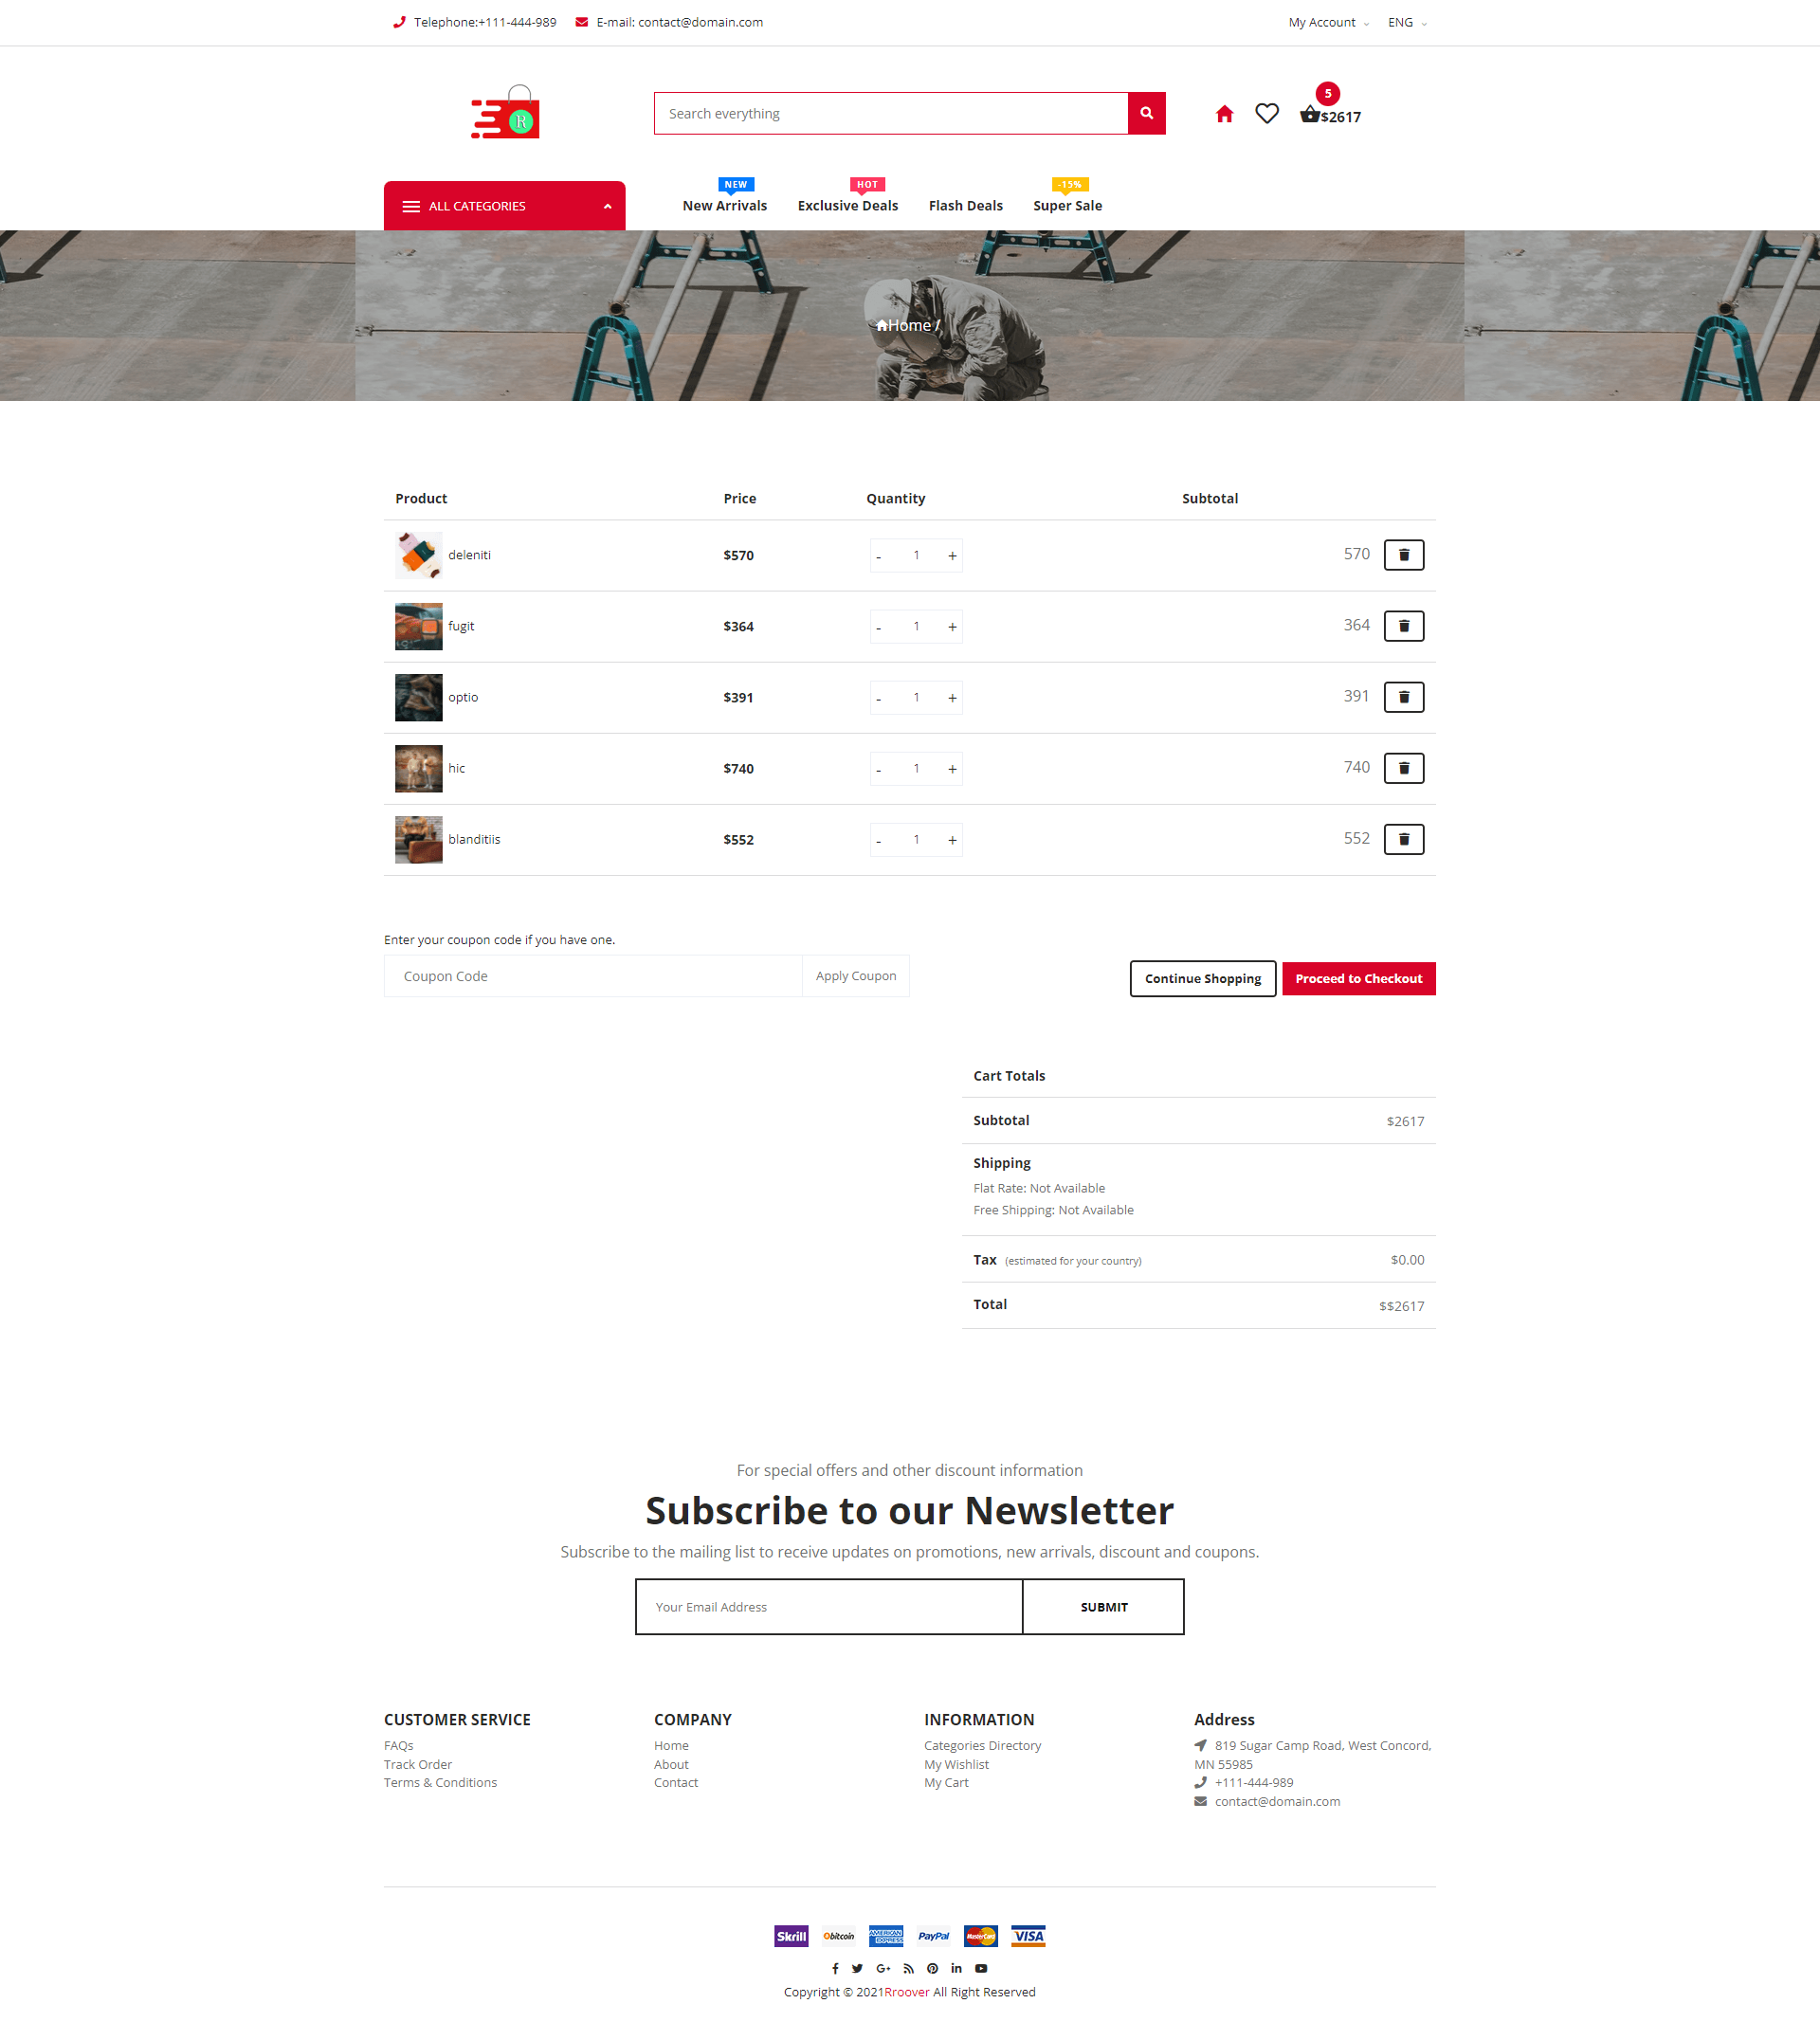 Telephone:+111-444-989 E-mail: contact@domain.com My Account ENG
R
Search everything
5
$2617
NEW HOT -15%
ALL CATEGORIES New Arrivals Exclusive Deals Flash Deals Super Sale
Home /
Product Price Quantity Subtotal
deleniti $570 - 1 + 570
fugit $364 - 1 + 364
optio $391 - 1 + 391
hic $740 - 1 + 740
blanditiis $552 - 1 + 552
Enter your coupon code if you have one.
Coupon Code Apply Coupon Continue Shopping Proceed to Checkout
Cart Totals
Subtotal $2617
Shipping
Flat Rate: Not Available
Free Shipping: Not Available
Tax (estimated for your country) $0.00
Total $$2617
For special offers and other discount information
Subscribe to our Newsletter
Subscribe to the mailing list to receive updates on promotions, new arrivals, discount and coupons.
Your Email Address SUBMIT
CUSTOMER SERVICE
FAQs
Track Order
Terms & Conditions
COMPANY
Home
About
Contact
INFORMATION
Categories Directory
My Wishlist
My Cart
Address
819 Sugar Camp Road, West Concord,
MN 55985
+111-444-989
contact@domain.com
Skrill bitcoin AMERICAN EXPRESS PayPal MasterCard VISA
Copyright © 2021Rroover All Right Reserved